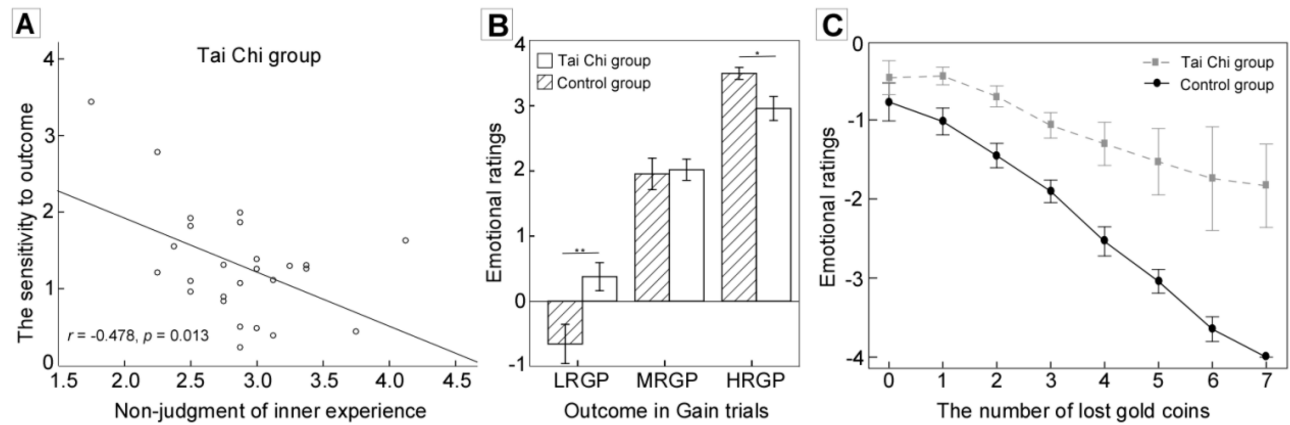 A
Tai Chi group
The sensitivity to outcome
4
3
2
1
0
r = -0.478, p = 0.013
1.5 2.0 2.5 3.0 3.5 4.0 4.5
Non-judgment of inner experience
B
Emotional ratings
4
3
2
1
0
-1
Tai Chi group
Control group
*
**
LRGP MRGP HRGP
Outcome in Gain trials
C
Emotional ratings
0
-1
-2
-3
-4
Tai Chi group
Control group
0 1 2 3 4 5 6 7
The number of lost gold coins